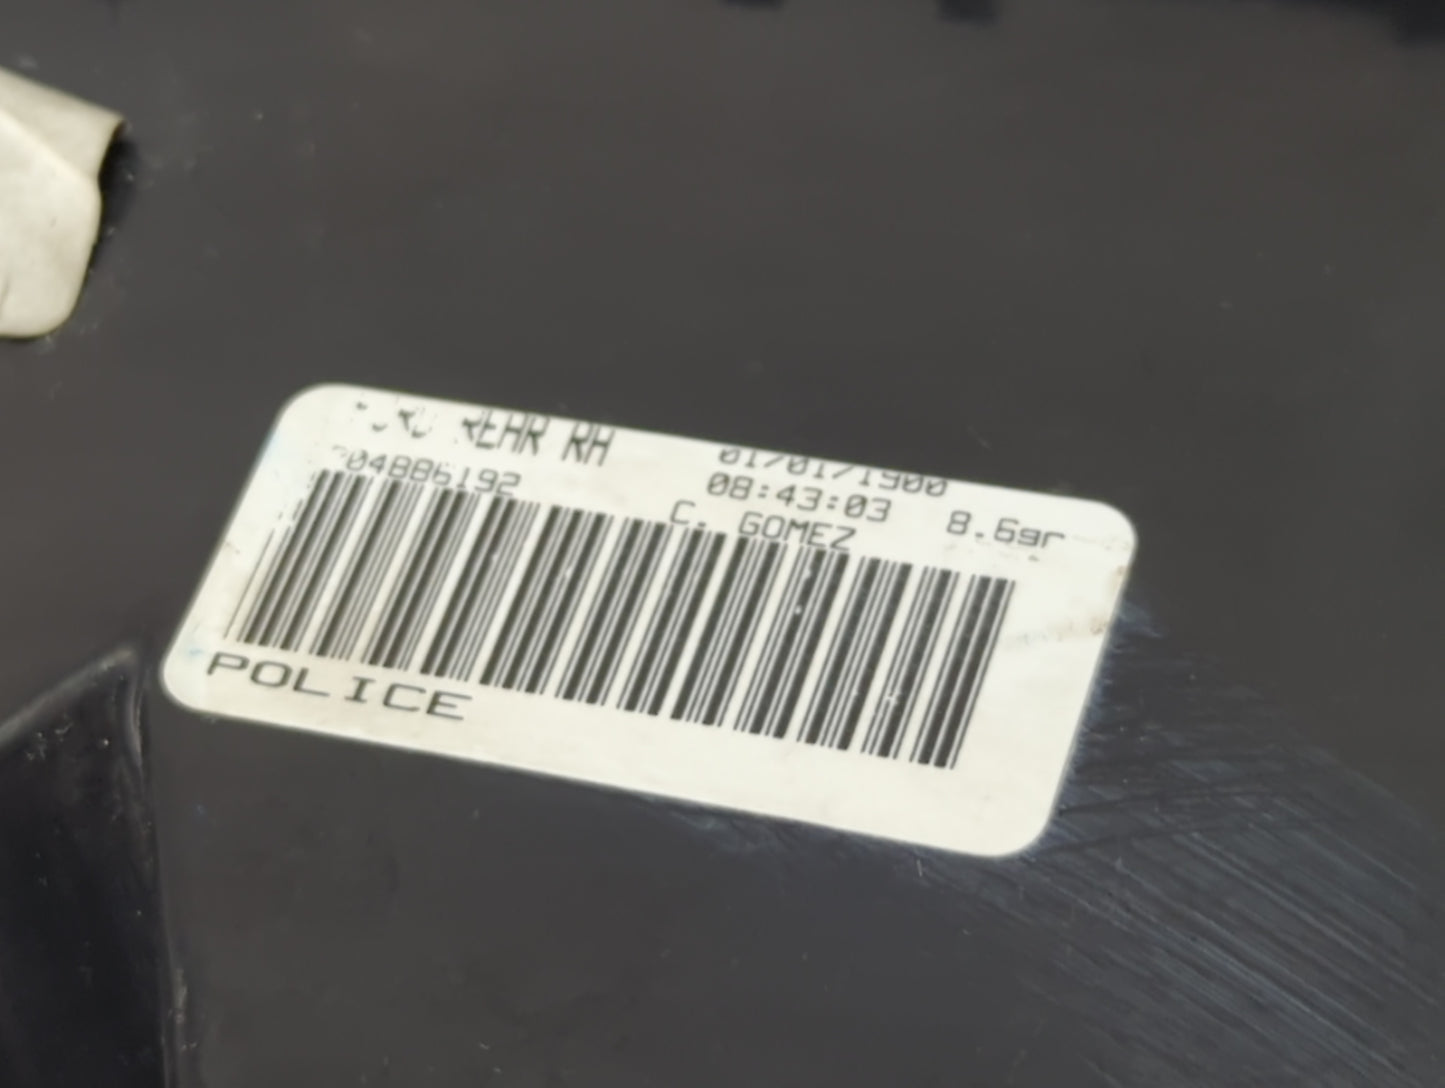 REAR RH
04886192
01/01/1900
08:43:03 8.6gr
C. GOMEZ
POLICE